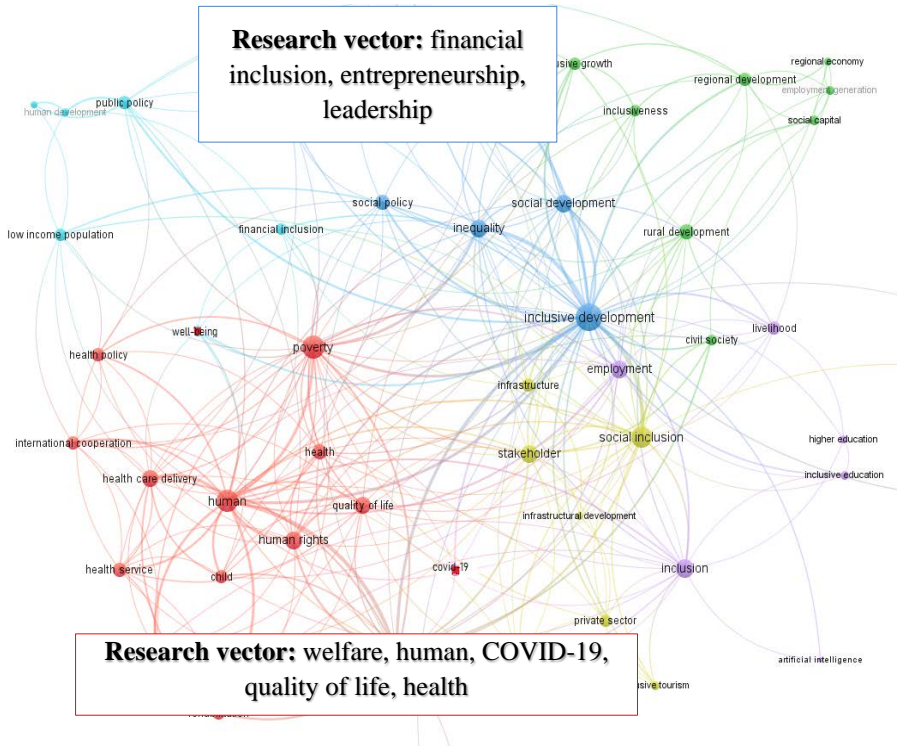 Research vector: financial
inclusion, entrepreneurship,
leadership
usive growth
regional economy
regional development
employment generation
public policy
human development
inclusiveness
social capital
social policy
social development
low income population
financial inclusion
inequality
rural development
inclusive development
livelihood
well-being
civil society
poverty
health policy
employment
infrastructure
international cooperation
social inclusion
higher education
health
stakeholder
health care delivery
inclusive education
human
quality of life
infrastructural development
human rights
covid-19
health service
child
inclusion
private sector
Research vector: welfare, human, COVID-19,
quality of life, health
artificial intelligence
usive tourism